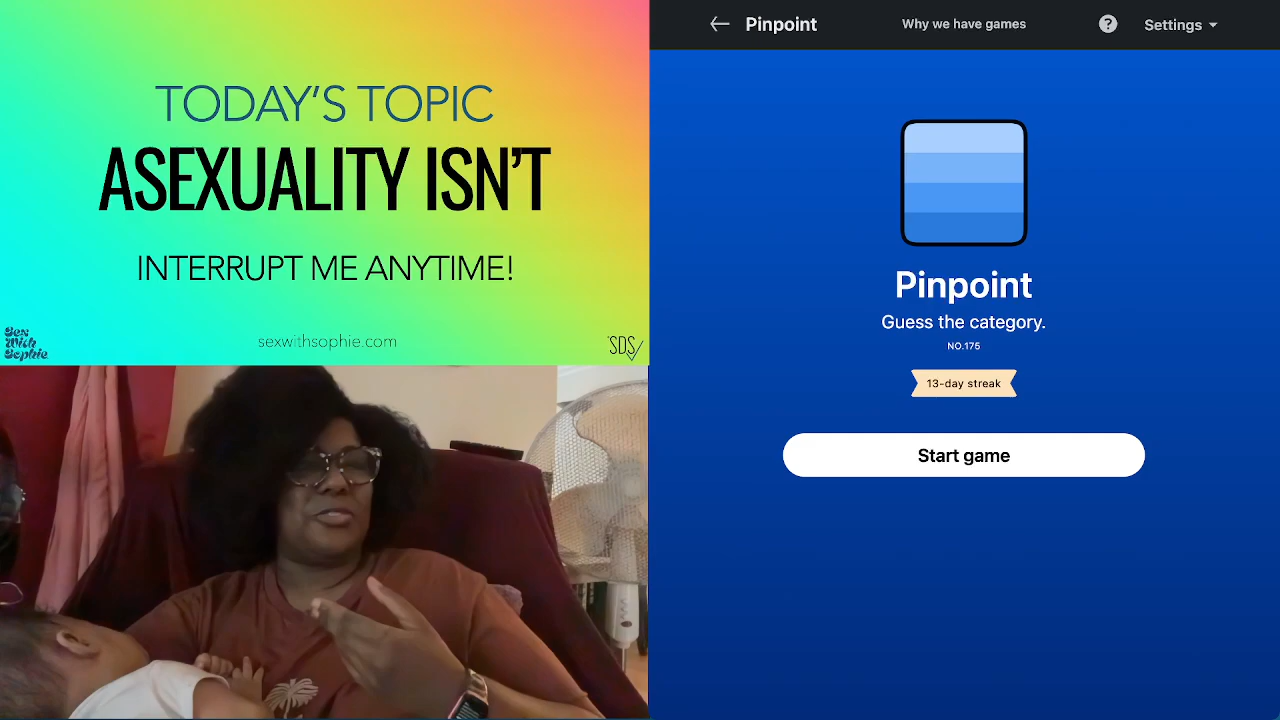 TODAY'S TOPIC
ASEXUALITY ISN'T
INTERRUPT ME ANYTIME!
Sex
With
Sophie
sexwithsophie.com
SDS
Pinpoint
Why we have games
?
Settings
Pinpoint
Guess the category.
NO.175
13-day streak
Start game